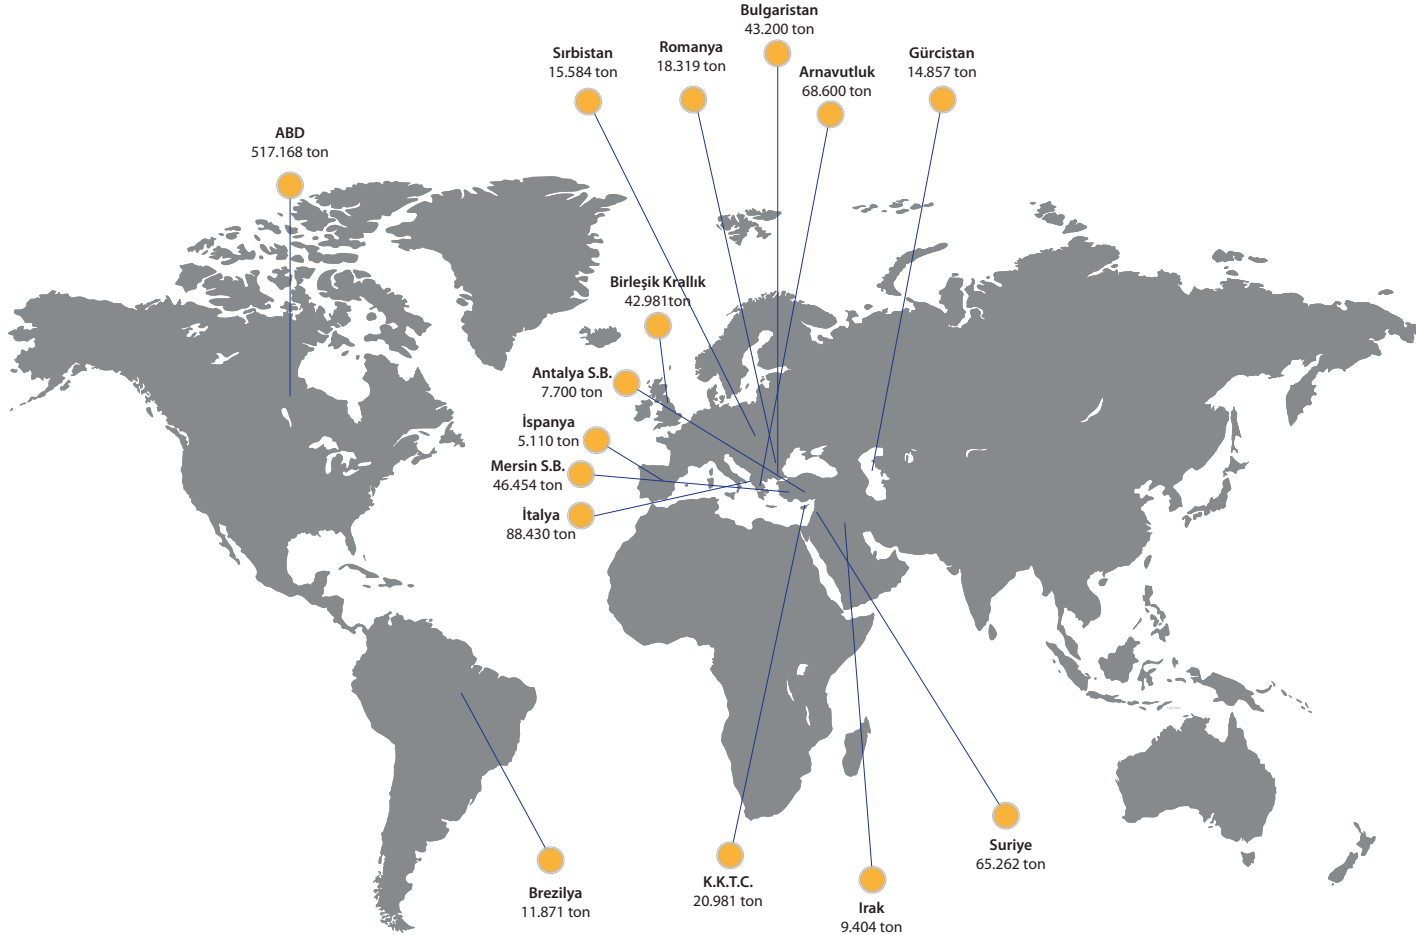 Bulgaristan
43.200 ton
Sırbistan
15.584 ton
Romanya
18.319 ton
Arnavutluk
68.600 ton
Gürcistan
14.857 ton
ABD
517.168 ton
Birleşik Krallık
42.981ton
Antalya S.B.
7.700 ton
İspanya
5.110 ton
Mersin S.B.
46.454 ton
İtalya
88.430 ton
Brezilya
11.871 ton
K.K.T.C.
20.981 ton
Irak
9.404 ton
Suriye
65.262 ton